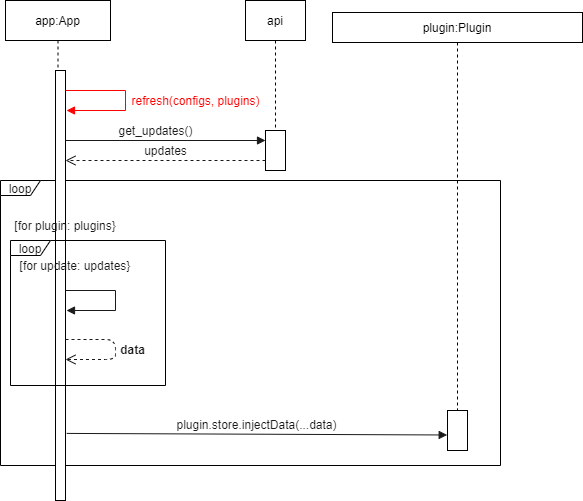 app:App
api
plugin:Plugin
refresh(configs, plugins)
get_updates()
updates
loop
[for plugin: plugins}
loop
[for update: updates}
data
plugin.store.injectData(...data)